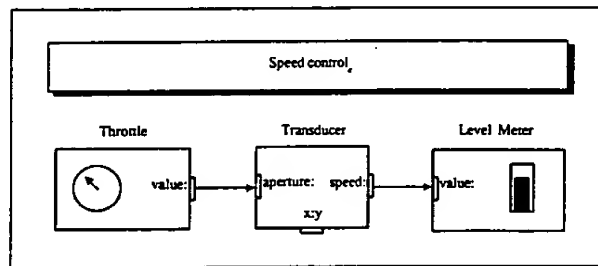 Speed control
Throttle Transducer Level Meter
value: aperture: speed: value:
x:y